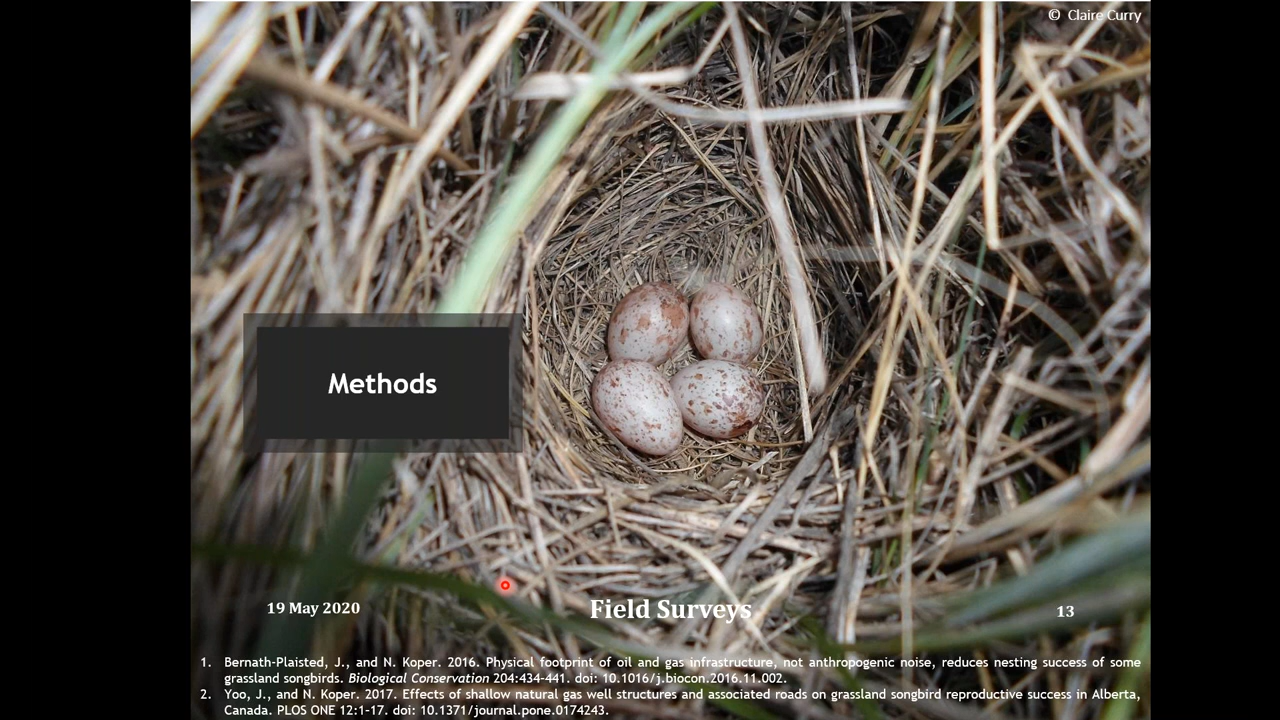 © Claire Curry
Methods
19 May 2020
Field Surveys
13
1. Bernath-Plaisted, J., and N. Koper. 2016. Physical footprint of oil and gas infrastructure, not anthropogenic noise, reduces nesting success of some
grassland songbirds. Biological Conservation 204:434-441. doi: 10.1016/j.biocon.2016.11.002.
2. Yoo, J., and N. Koper. 2017. Effects of shallow natural gas well structures and associated roads on grassland songbird reproductive success in Alberta,
Canada. PLOS ONE 12:1-17. doi: 10.1371/journal.pone.0174243.